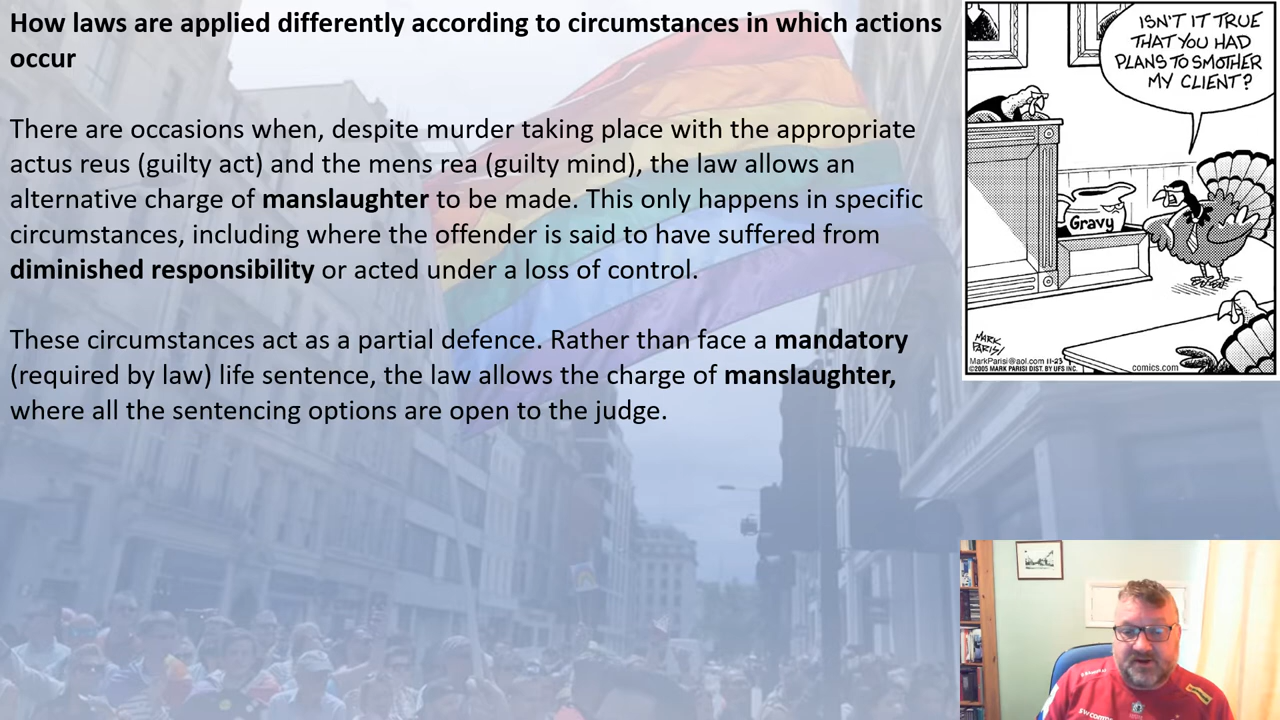 How laws are applied differently according to circumstances in which actions
occur
There are occasions when, despite murder taking place with the appropriate
actus reus (guilty act) and the mens rea (guilty mind), the law allows an
alternative charge of manslaughter to be made. This only happens in specific
circumstances, including where the offender is said to have suffered from
diminished responsibility or acted under a loss of control.
These circumstances act as a partial defence. Rather than face a mandatory
(required by law) life sentence, the law allows the charge of manslaughter,
where all the sentencing options are open to the judge.
ISN'T IT TRUE
THAT YOU HAD
PLANS TO SMOTHER
MY CLIENT?
Gravy
MARK
PARISI
MarkParisi@aol.com 11-23
©2005 MARK PARISI DIST. BY UFS INC.
comics.com